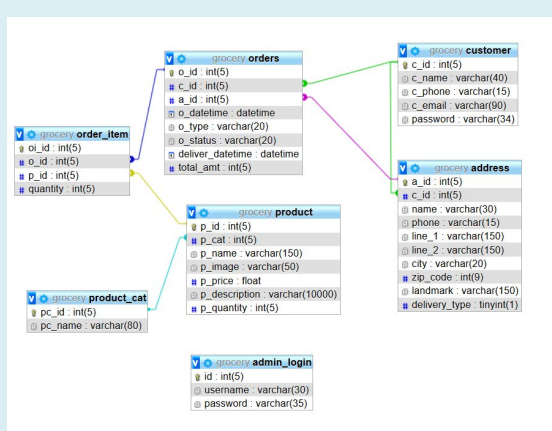 grocery orders
o_id : int(5)
c_id : int(5)
a_id : int(5)
o_datetime : datetime
o_type : varchar(20)
o_status : varchar(20)
deliver_datetime : datetime
total_amt : int(5)
grocery customer
c_id : int(5)
c_name : varchar(40)
c_phone : varchar(15)
c_email : varchar(90)
password : varchar(34)
grocery order_item
oi_id : int(5)
o_id : int(5)
p_id : int(5)
quantity : int(5)
grocery address
a_id : int(5)
c_id : int(5)
name : varchar(30)
phone : varchar(15)
line_1 : varchar(150)
line_2 : varchar(150)
city : varchar(20)
zip_code : int(9)
landmark : varchar(150)
delivery_type : tinyint(1)
grocery product
p_id : int(5)
p_cat : int(5)
p_name : varchar(150)
p_image : varchar(50)
p_price : float
p_description : varchar(10000)
p_quantity : int(5)
grocery product_cat
pc_id : int(5)
pc_name : varchar(80)
grocery admin_login
id : int(5)
username : varchar(30)
password : varchar(35)